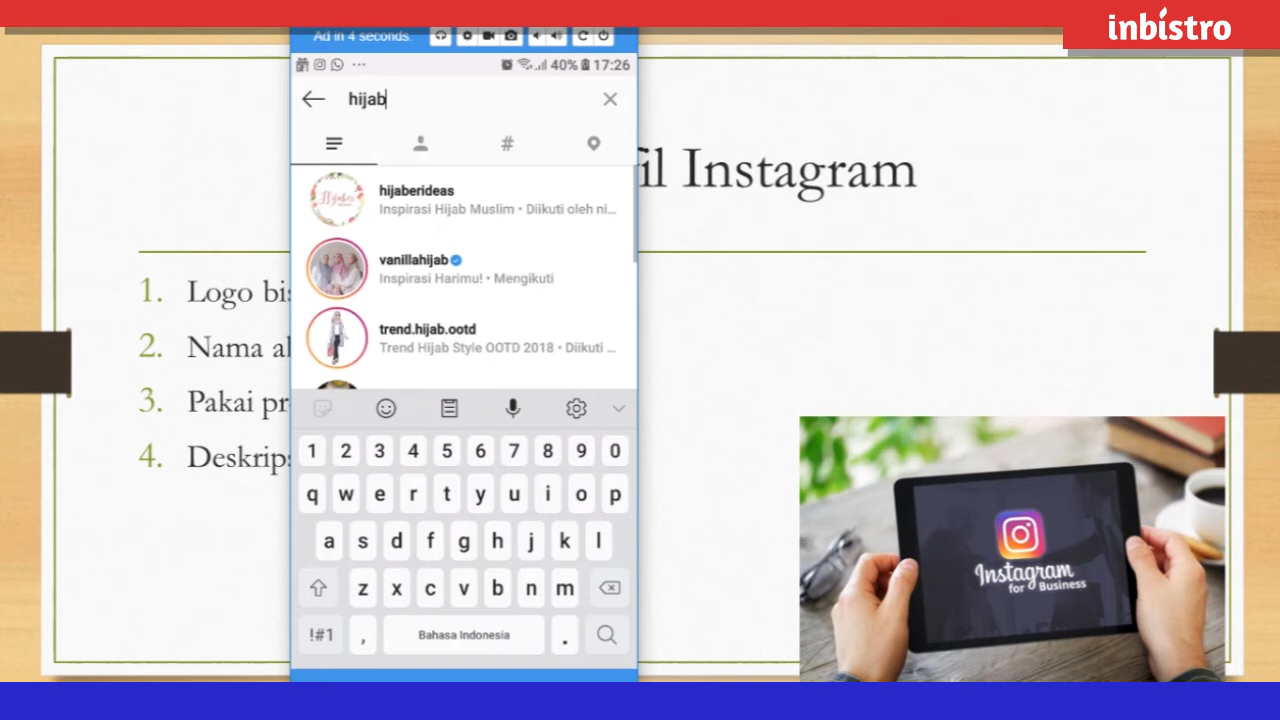 inbistro
Ad in 4 seconds.
40% 17:26
hijab
#
il Instagram
hijaberideas
Inspirasi Hijab Muslim • Diikuti oleh ni...
vanillahijab
Inspirasi Harimu! • Mengikuti
trend.hijab.ootd
Trend Hijab Style OOTD 2018 • Diikuti ...
1. Logo bis
2. Nama al
3. Pakai pr
4. Deskrips
1 2 3 4 5 6 7 8 9 0
q w e r t y u i o p
a s d f g h j k l
z x c v b n m
!#1 , Bahasa Indonesia .
Instagram
for Business